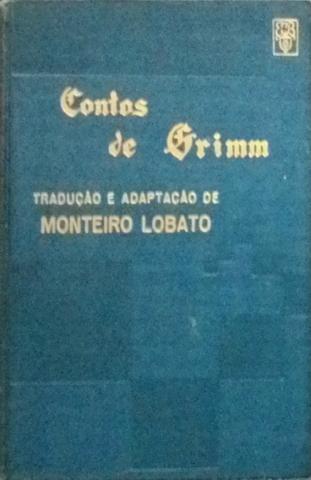 Contos
de Grimm
TRADUÇÃO E ADAPTAÇÃO DE
MONTEIRO LOBATO